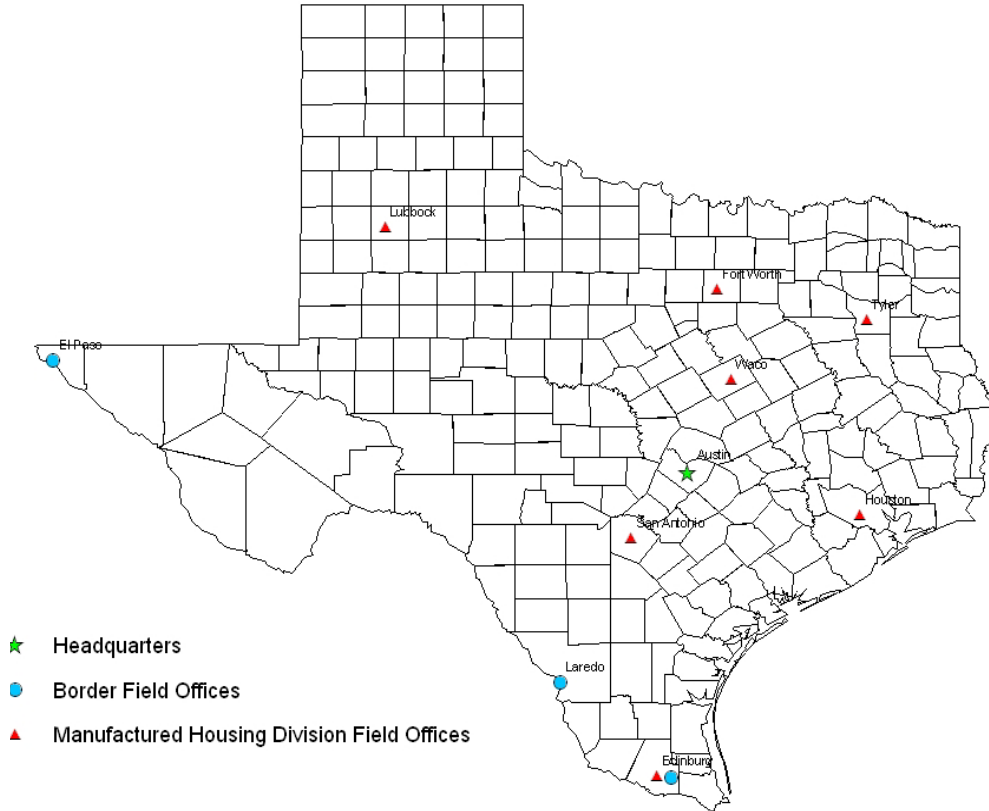 Lubbock
Fort Worth
Tyler
El Paso
Waco
Austin
Houston
San Antonio
Headquarters
Laredo
Border Field Offices
Manufactured Housing Division Field Offices
Edinburg